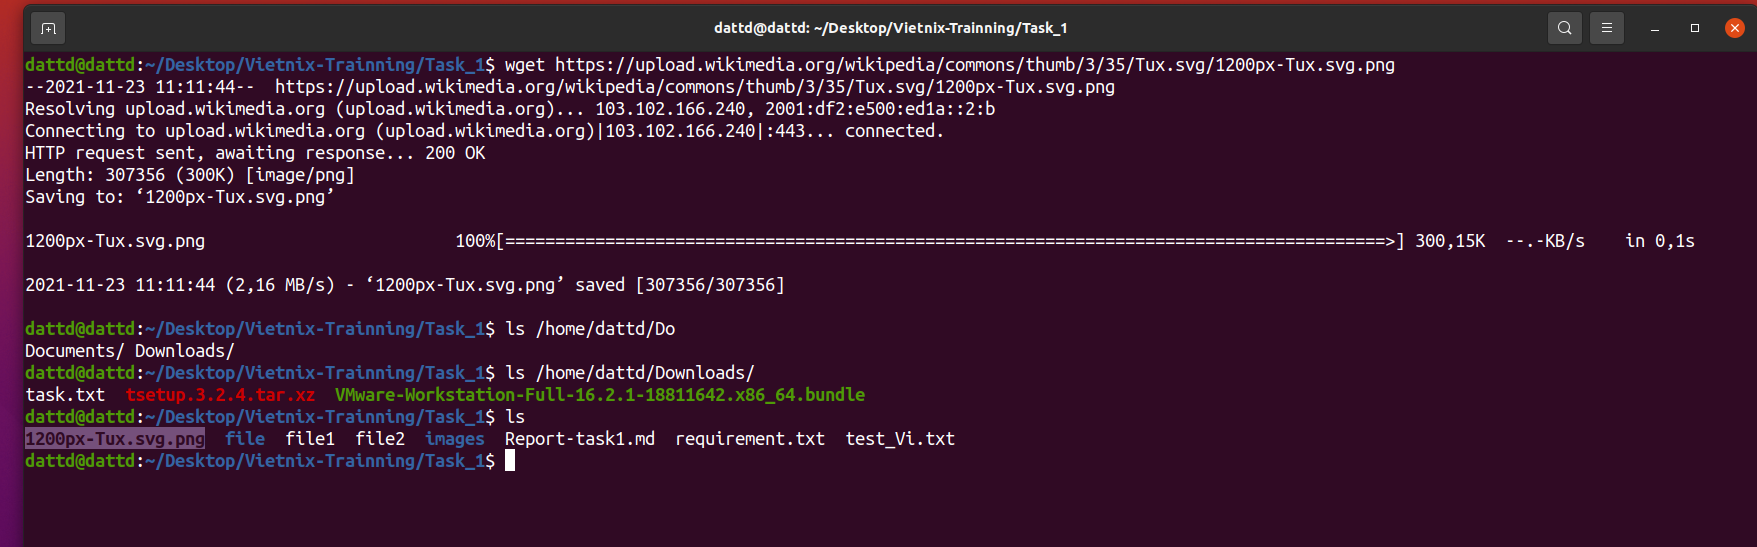 dattd@dattd: ~/Desktop/Vietnix-Trainning/Task_1
dattd@dattd:~/Desktop/Vietnix-Trainning/Task_1$ wget https://upload.wikimedia.org/wikipedia/commons/thumb/3/35/Tux.svg/1200px-Tux.svg.png
--2021-11-23 11:11:44--  https://upload.wikimedia.org/wikipedia/commons/thumb/3/35/Tux.svg/1200px-Tux.svg.png
Resolving upload.wikimedia.org (upload.wikimedia.org)... 103.102.166.240, 2001:df2:e500:ed1a::2:b
Connecting to upload.wikimedia.org (upload.wikimedia.org)|103.102.166.240|:443... connected.
HTTP request sent, awaiting response... 200 OK
Length: 307356 (300K) [image/png]
Saving to: ‘1200px-Tux.svg.png’
1200px-Tux.svg.png                         100%[========================================================================================>] 300,15K  --.-KB/s    in 0,1s
2021-11-23 11:11:44 (2,16 MB/s) - ‘1200px-Tux.svg.png’ saved [307356/307356]
dattd@dattd:~/Desktop/Vietnix-Trainning/Task_1$ ls /home/dattd/Do
Documents/ Downloads/
dattd@dattd:~/Desktop/Vietnix-Trainning/Task_1$ ls /home/dattd/Downloads/
task.txt  tsetup.3.2.4.tar.xz  VMware-Workstation-Full-16.2.1-18811642.x86_64.bundle
dattd@dattd:~/Desktop/Vietnix-Trainning/Task_1$ ls
1200px-Tux.svg.png  file  file1  file2  images  Report-task1.md  requirement.txt  test_Vi.txt
dattd@dattd:~/Desktop/Vietnix-Trainning/Task_1$